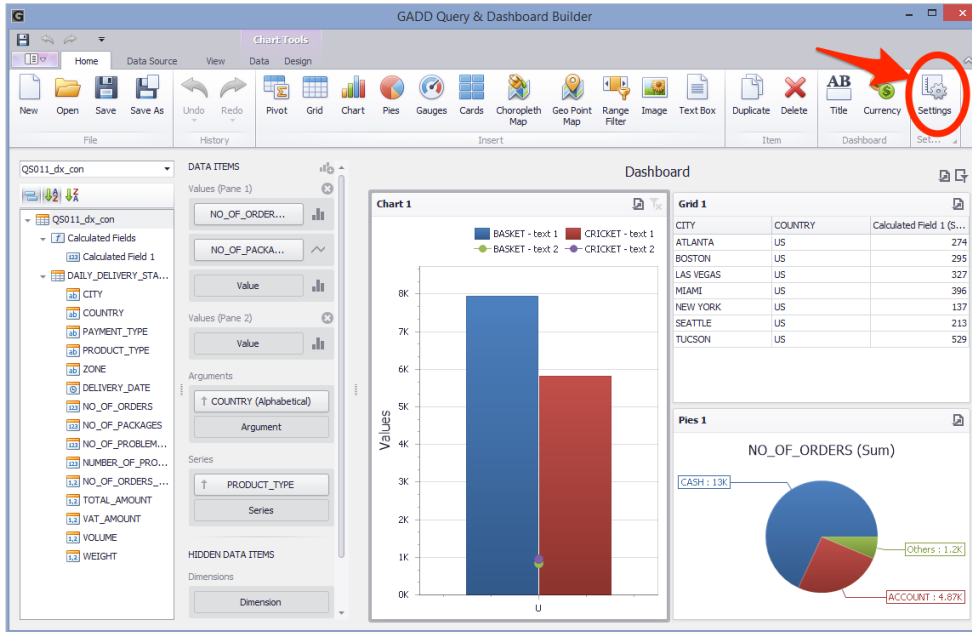 GADD Query & Dashboard Builder
Chart Tools
Home Data Source View Data Design
New Open Save Save As Undo Redo Pivot Grid Chart Pies Gauges Cards Choropleth Map Geo Point Map Range Filter Image Text Box Duplicate Delete Title Currency Settings
File History Insert Item Dashboard Set...
QS011_dx_con
QS011_dx_con
Calculated Fields
Calculated Field 1
DAILY_DELIVERY_STA...
CITY
COUNTRY
PAYMENT_TYPE
PRODUCT_TYPE
ZONE
DELIVERY_DATE
NO_OF_ORDERS
NO_OF_PACKAGES
NO_OF_PROBLEM...
NUMBER_OF_PRO...
NO_OF_ORDERS_...
TOTAL_AMOUNT
VAT_AMOUNT
VOLUME
WEIGHT
DATA ITEMS
Values (Pane 1)
NO_OF_ORDER...
NO_OF_PACKA...
Value
Values (Pane 2)
Value
Arguments
COUNTRY (Alphabetical)
Argument
Series
PRODUCT_TYPE
Series
HIDDEN DATA ITEMS
Dimensions
Dimension
Dashboard
Chart 1
BASKET - text 1 CRICKET - text 1
BASKET - text 2 CRICKET - text 2
8K
7K
6K
5K
4K
3K
2K
1K
0K
Values
U
Grid 1
CITY COUNTRY Calculated Field 1 (S...
ATLANTA US 274
BOSTON US 295
LAS VEGAS US 327
MIAMI US 396
NEW YORK US 137
SEATTLE US 213
TUCSON US 529
Pies 1
NO_OF_ORDERS (Sum)
CASH : 13K
Others : 1.2K
ACCOUNT : 4.87K